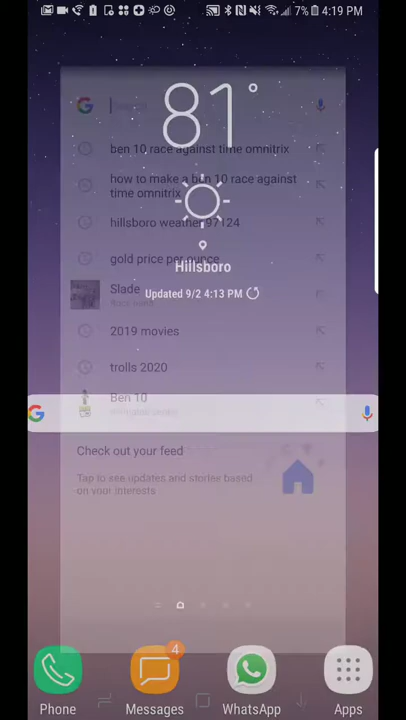 7% 4:19 PM
81°
Search
ben 10 race against time omnitrix
how to make a ben 10 race against
time omnitrix
hillsboro weather 97124
gold price per ounce
Hillsboro
Slade
Updated 9/2 4:13 PM
2019 movies
trolls 2020
Ben 10
Check out your feed
Tap to see updates and stories based
on your interests
4
Phone
Messages
WhatsApp
Apps